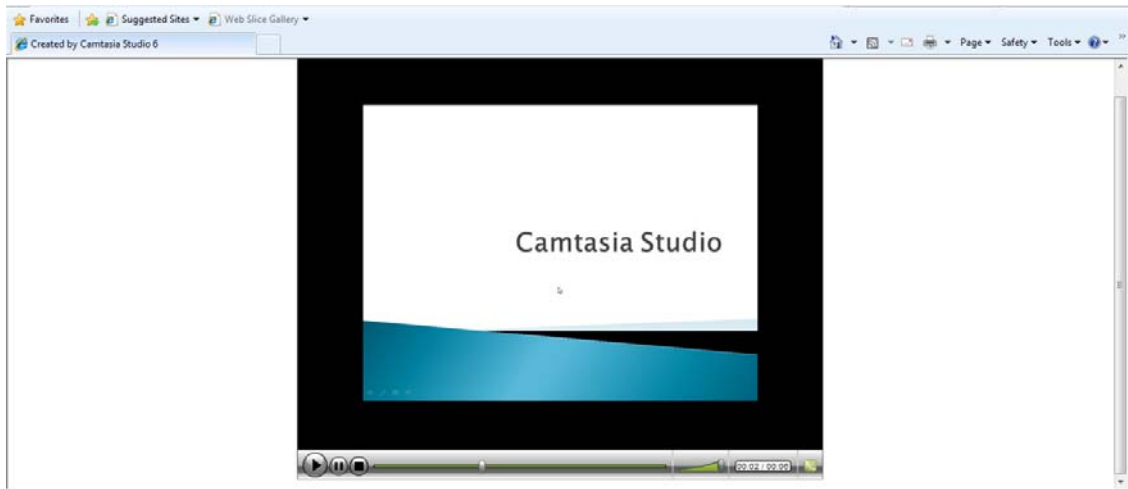 Favorites Suggested Sites Web Slice Gallery
Created by Camtasia Studio 6
Page Safety Tools
Camtasia Studio
00:02 / 00:06